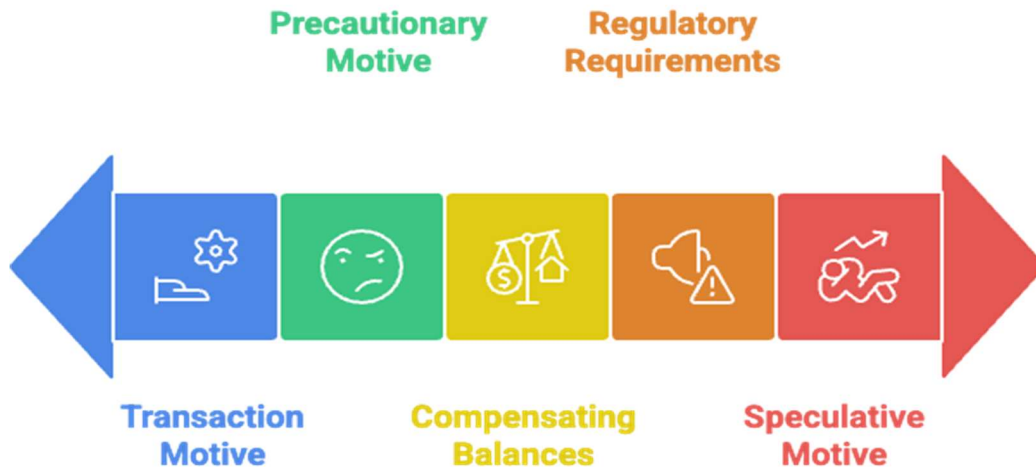 Precautionary
Motive
Regulatory
Requirements
$
!
Transaction
Motive
Compensating
Balances
Speculative
Motive